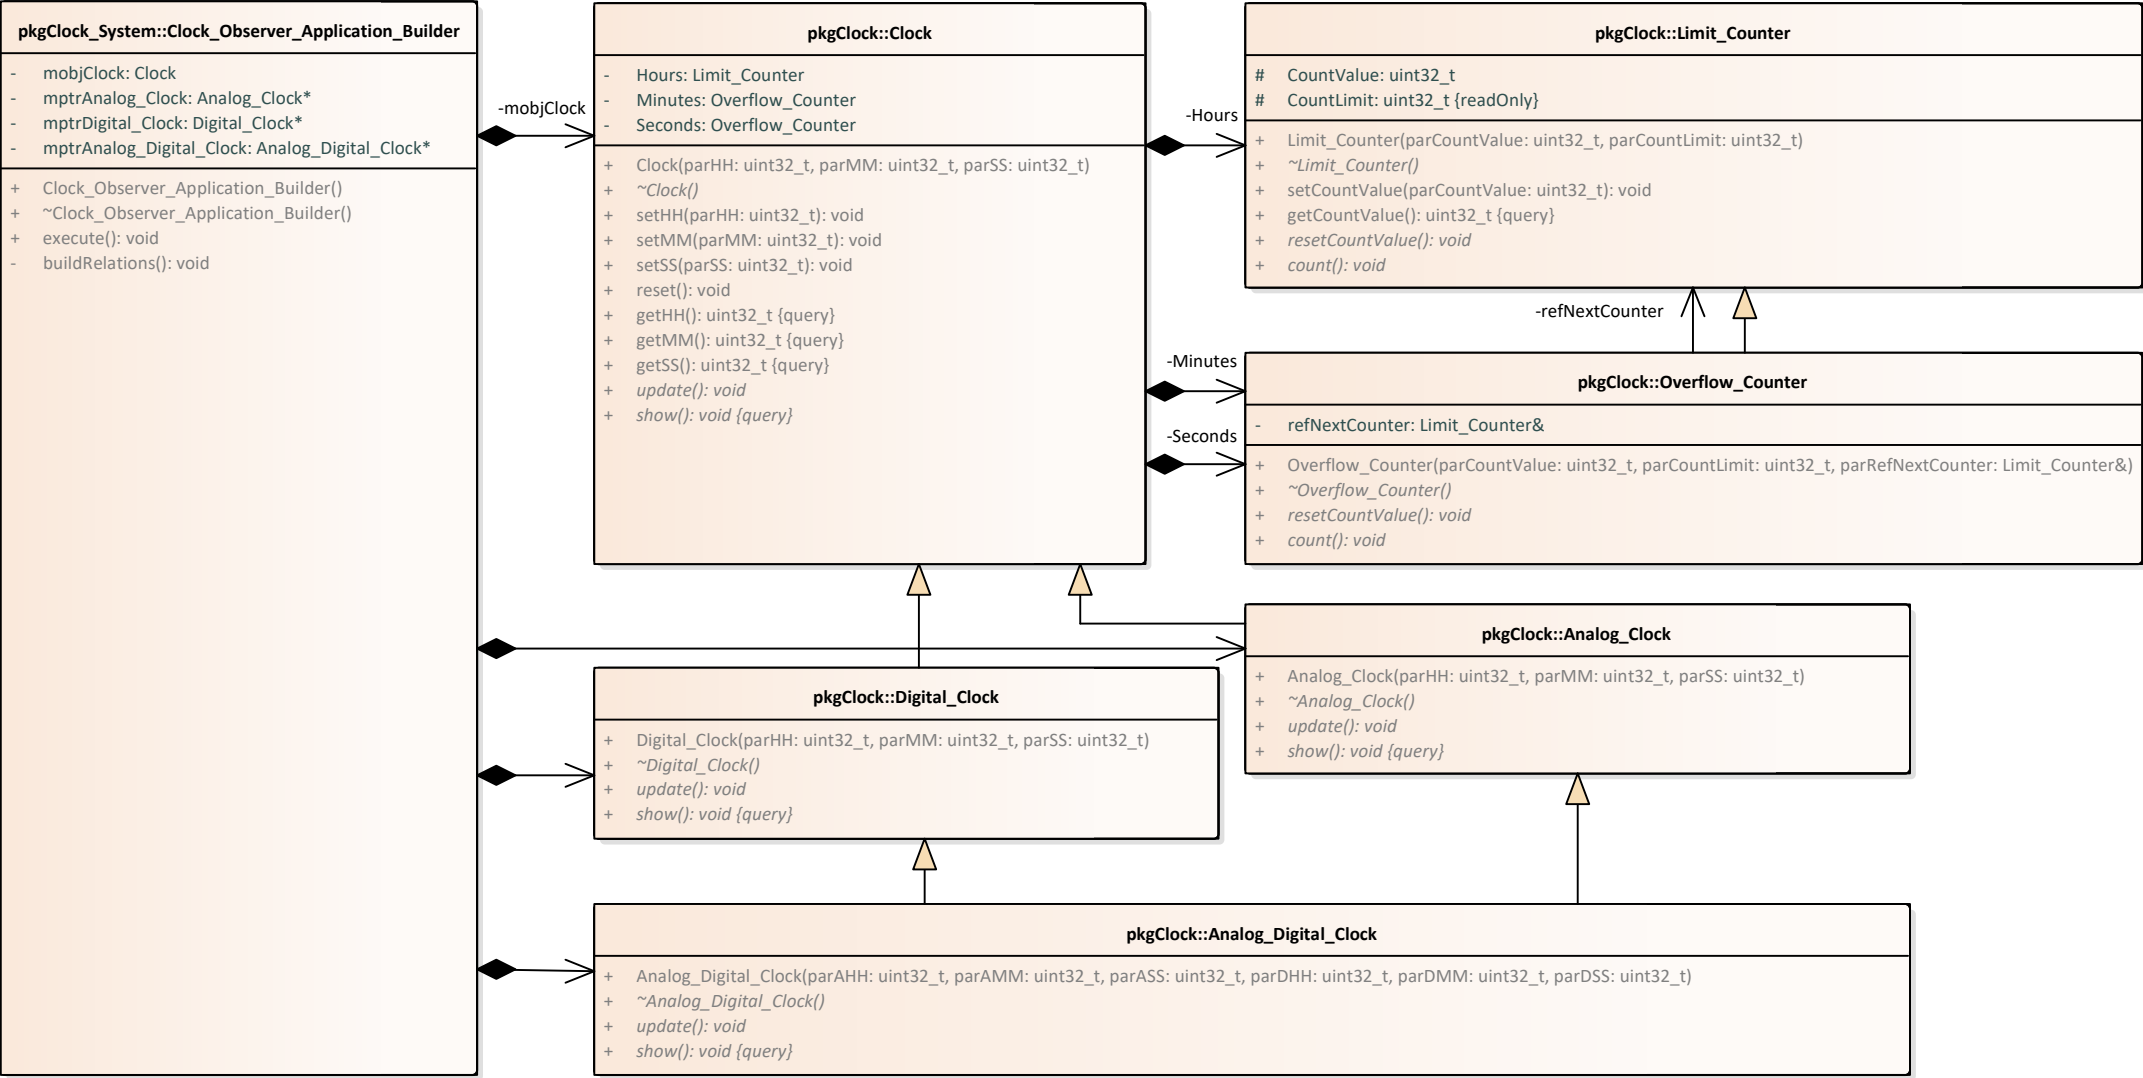 pkgClock_System::Clock_Observer_Application_Builder
- mobjClock: Clock
- mptrAnalog_Clock: Analog_Clock*
- mptrDigital_Clock: Digital_Clock*
- mptrAnalog_Digital_Clock: Analog_Digital_Clock*
+ Clock_Observer_Application_Builder()
+ ~Clock_Observer_Application_Builder()
+ execute(): void
- buildRelations(): void
-mobjClock
pkgClock::Clock
- Hours: Limit_Counter
- Minutes: Overflow_Counter
- Seconds: Overflow_Counter
+ Clock(parHH: uint32_t, parMM: uint32_t, parSS: uint32_t)
+ ~Clock()
+ setHH(parHH: uint32_t): void
+ setMM(parMM: uint32_t): void
+ setSS(parSS: uint32_t): void
+ reset(): void
+ getHH(): uint32_t {query}
+ getMM(): uint32_t {query}
+ getSS(): uint32_t {query}
+ update(): void
+ show(): void {query}
-Hours
-Minutes
-Seconds
pkgClock::Limit_Counter
# CountValue: uint32_t
# CountLimit: uint32_t {readOnly}
+ Limit_Counter(parCountValue: uint32_t, parCountLimit: uint32_t)
+ ~Limit_Counter()
+ setCountValue(parCountValue: uint32_t): void
+ getCountValue(): uint32_t {query}
+ resetCountValue(): void
+ count(): void
-refNextCounter
pkgClock::Overflow_Counter
- refNextCounter: Limit_Counter&
+ Overflow_Counter(parCountValue: uint32_t, parCountLimit: uint32_t, parRefNextCounter: Limit_Counter&)
+ ~Overflow_Counter()
+ resetCountValue(): void
+ count(): void
pkgClock::Analog_Clock
+ Analog_Clock(parHH: uint32_t, parMM: uint32_t, parSS: uint32_t)
+ ~Analog_Clock()
+ update(): void
+ show(): void {query}
pkgClock::Digital_Clock
+ Digital_Clock(parHH: uint32_t, parMM: uint32_t, parSS: uint32_t)
+ ~Digital_Clock()
+ update(): void
+ show(): void {query}
pkgClock::Analog_Digital_Clock
+ Analog_Digital_Clock(parAHH: uint32_t, parAMM: uint32_t, parASS: uint32_t, parDHH: uint32_t, parDMM: uint32_t, parDSS: uint32_t)
+ ~Analog_Digital_Clock()
+ update(): void
+ show(): void {query}